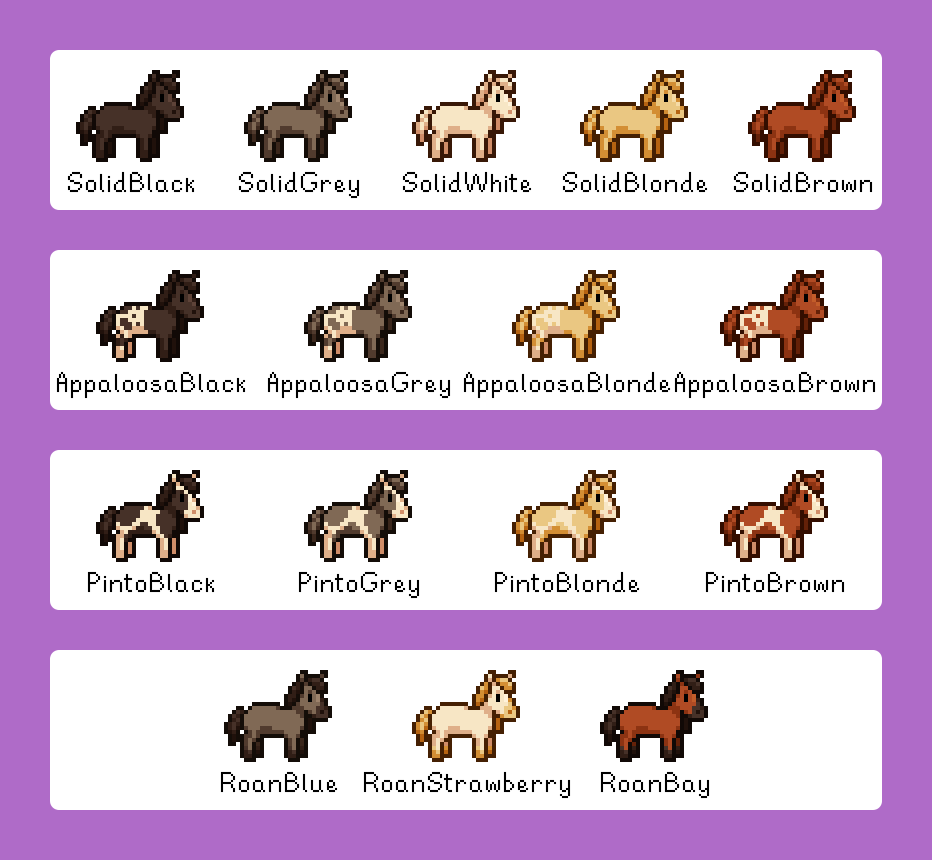 SolidBlack SolidGrey SolidWhite SolidBlonde SolidBrown
AppaloosaBlack AppaloosaGrey AppaloosaBlonde AppaloosaBrown
PintoBlack PintoGrey PintoBlonde PintoBrown
RoanBlue RoanStrawberry RoanBay